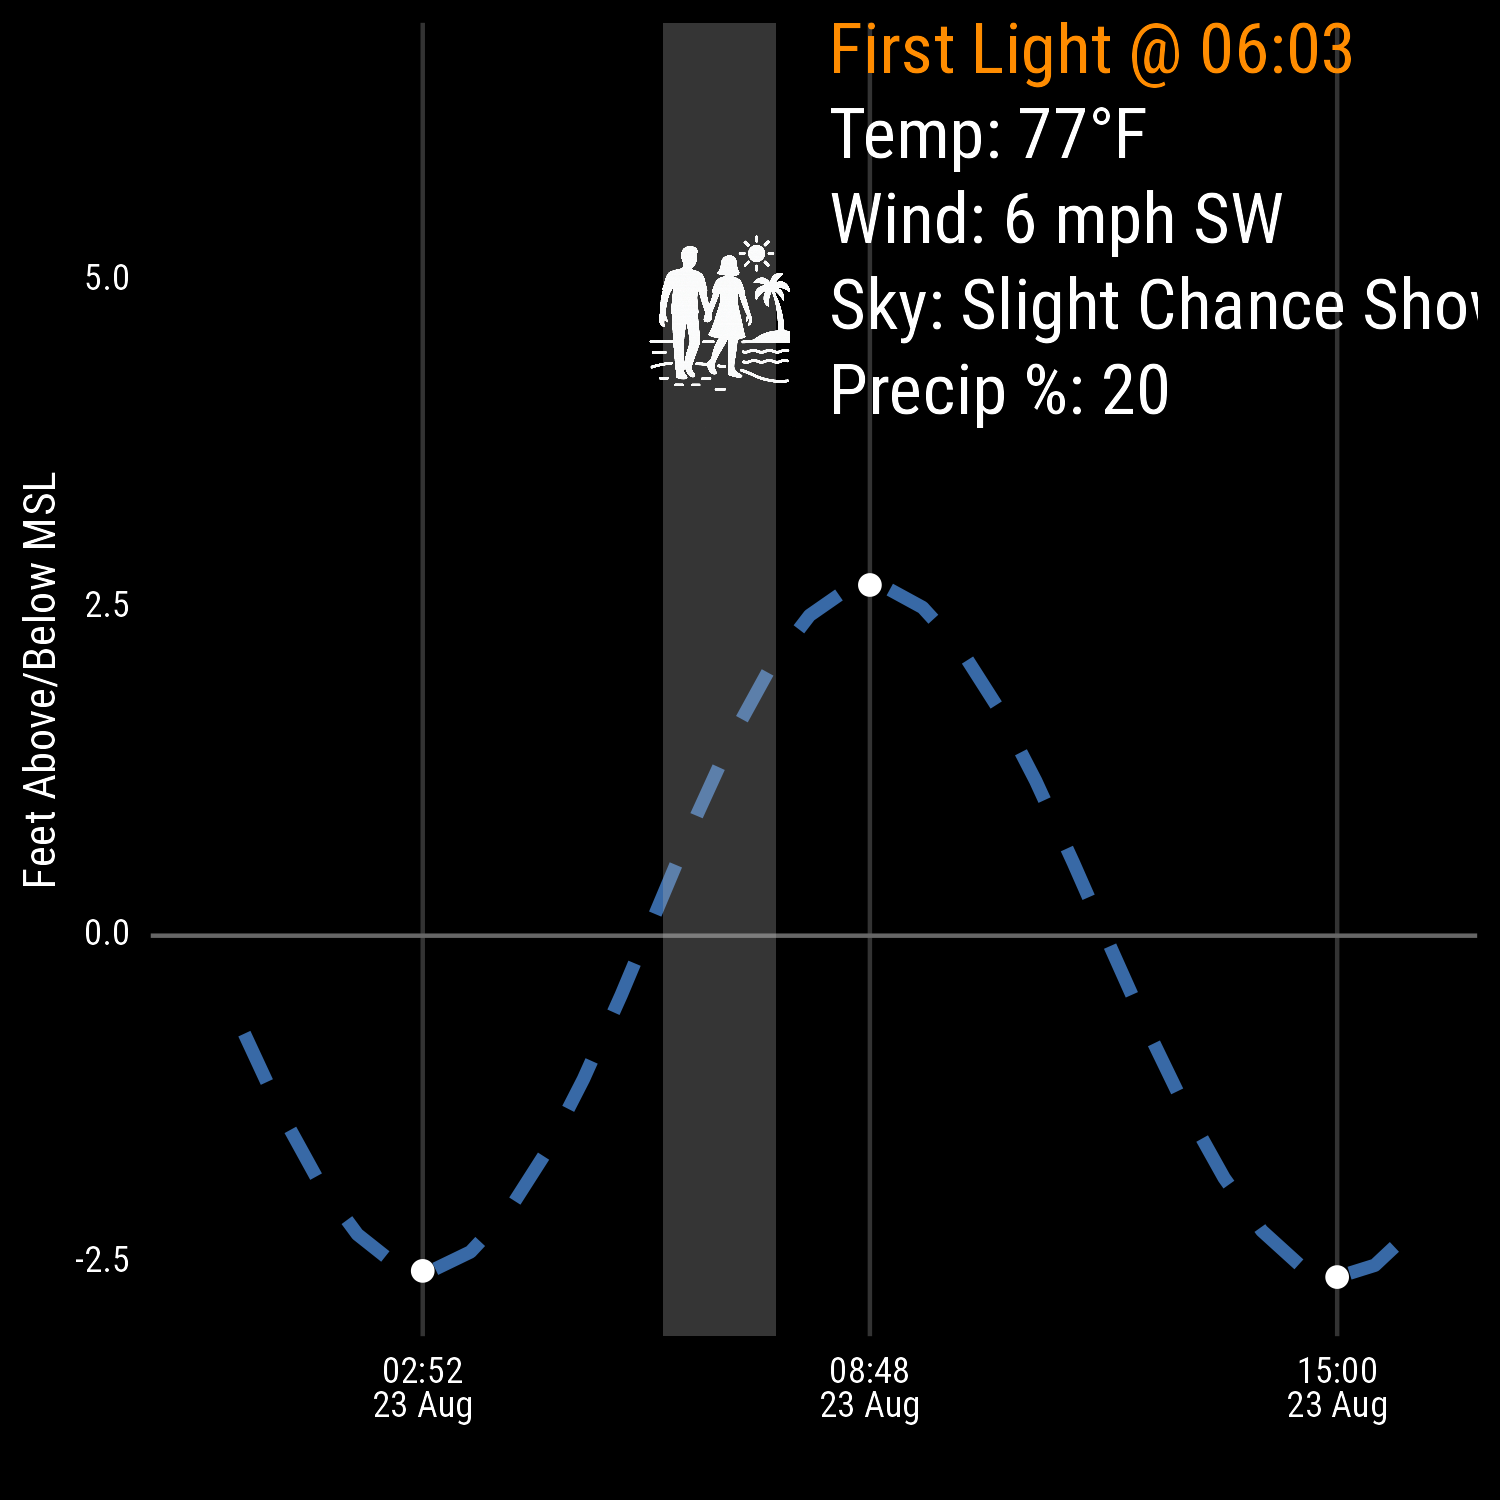 First Light @ 06:03
Temp: 77°F
Wind: 6 mph SW
Sky: Slight Chance
Precip %: 20
5.0
2.5
0.0
-2.5
Feet Above/Below MSL
02:52
23 Aug
08:48
23 Aug
15:00
23 Aug